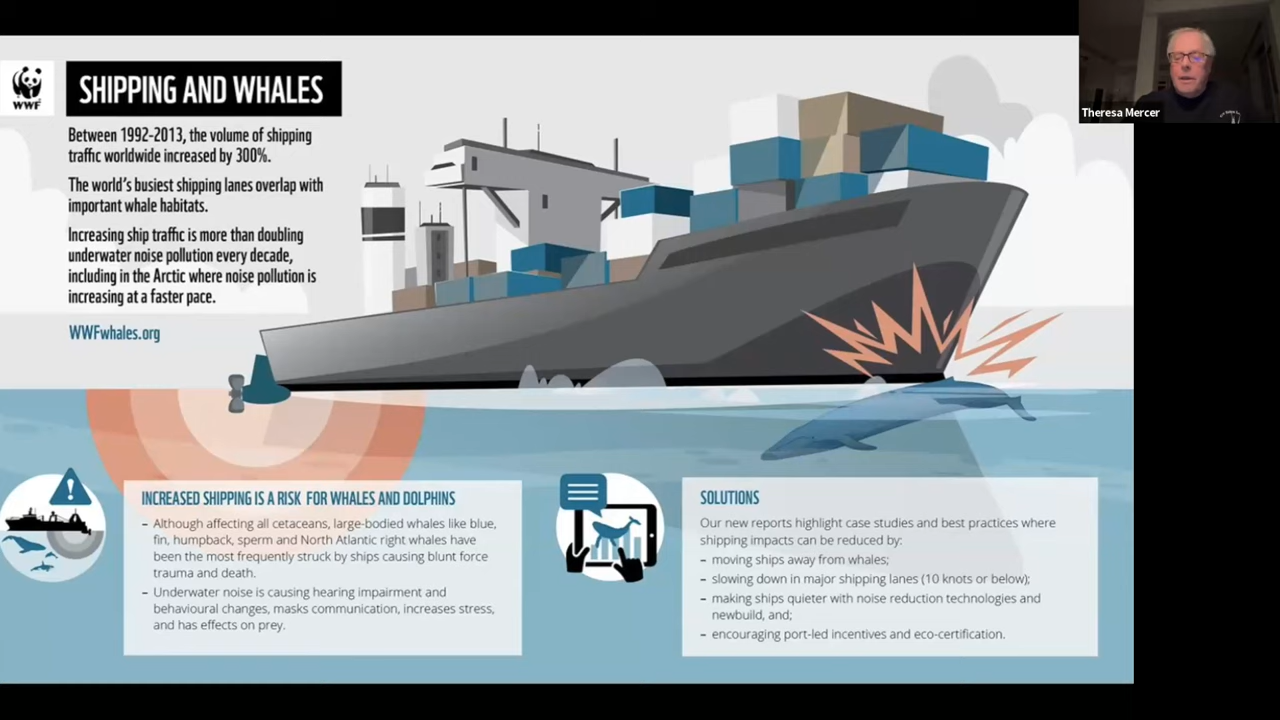 WWF
SHIPPING AND WHALES
Between 1992-2013, the volume of shipping
traffic worldwide increased by 300%.
The world's busiest shipping lanes overlap with
important whale habitats.
Increasing ship traffic is more than doubling
underwater noise pollution every decade,
including in the Arctic where noise pollution is
increasing at a faster pace.
WWFwhales.org
INCREASED SHIPPING IS A RISK FOR WHALES AND DOLPHINS
– Although affecting all cetaceans, large-bodied whales like blue,
fin, humpback, sperm and North Atlantic right whales have
been the most frequently struck by ships causing blunt force
trauma and death.
– Underwater noise is causing hearing impairment and
behavioural changes, masks communication, increases stress,
and has effects on prey.
SOLUTIONS
Our new reports highlight case studies and best practices where
shipping impacts can be reduced by:
– moving ships away from whales;
– slowing down in major shipping lanes (10 knots or below);
– making ships quieter with noise reduction technologies and
newbuild, and;
– encouraging port-led incentives and eco-certification.
Theresa Mercer